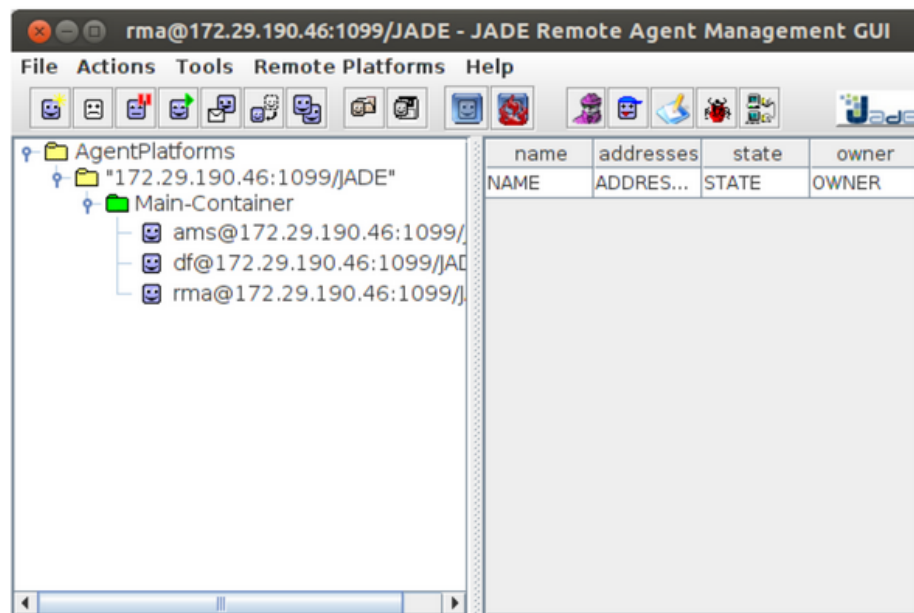 rma@172.29.190.46:1099/JADE - JADE Remote Agent Management GUI
File Actions Tools Remote Platforms Help
Jade
AgentPlatforms
"172.29.190.46:1099/JADE"
Main-Container
ams@172.29.190.46:1099/
df@172.29.190.46:1099/JAD
rma@172.29.190.46:1099/J
name addresses state owner
NAME ADDRES... STATE OWNER